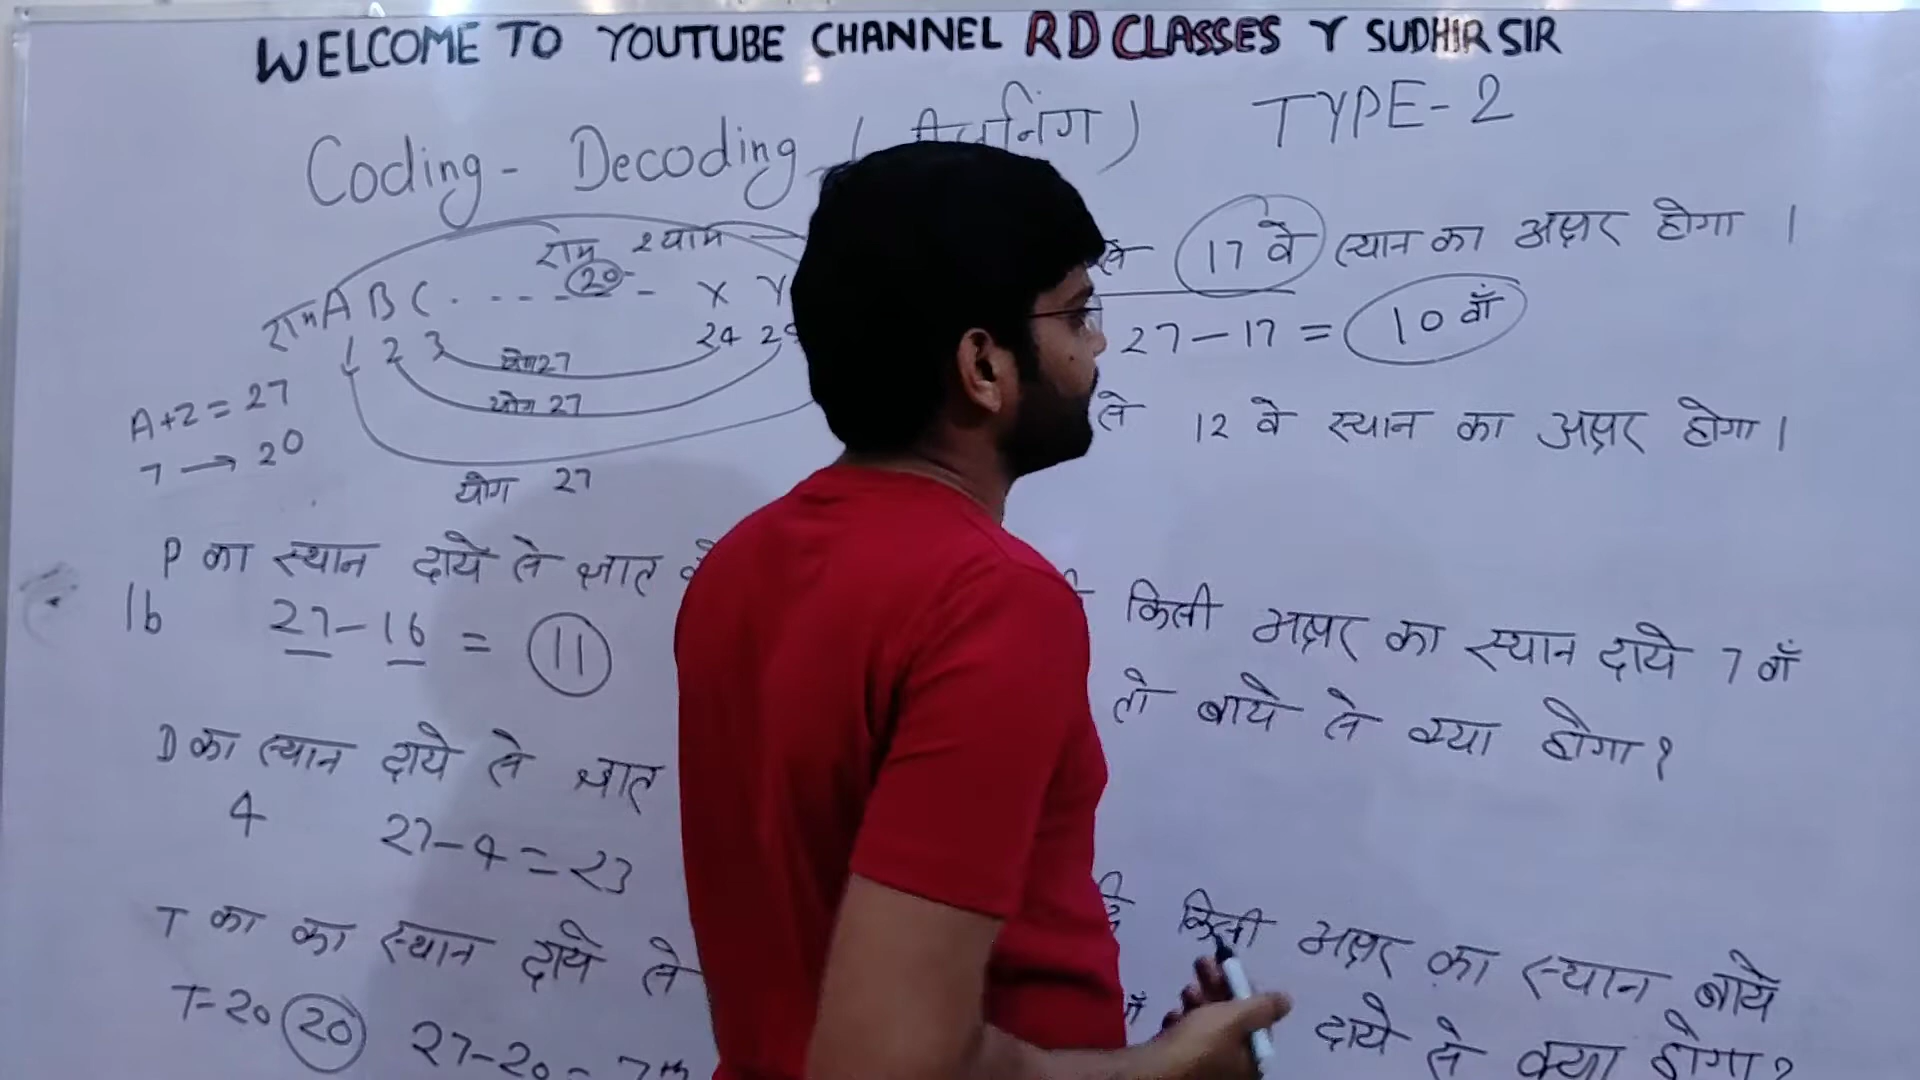 WELCOME TO YOUTUBE CHANNEL RD CLASSES Y SUDHIR SIR
Coding - Decoding ( निंग ) TYPE-2
राम श्याम
20
राम A B C . - - - - - X Y
1 2 3 24 25
योग 27
योग 27
योग 27
A+Z = 27
7 → 20
से 17 वे स्थान का अक्षर होगा ।
27-17 = 10 वाँ
से 12 वे स्थान का अक्षर होगा ।
P का स्थान दाये से ज्ञात
16 27-16 = 11
D का स्थान दाये से ज्ञात
4 27-4 = 23
T का का स्थान दाये से
T-20 20 27-20 = 7th
किसी अक्षर का स्थान दाये 7 वाँ
तो बाये से क्या होगा ?
किसी अक्षर का स्थान बाये
दाये से क्या होगा ?